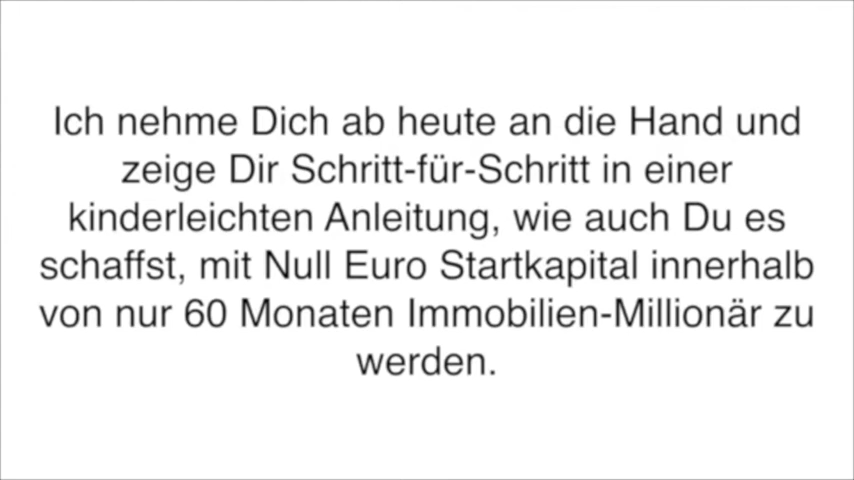 Ich nehme Dich ab heute an die Hand und
zeige Dir Schritt-für-Schritt in einer
kinderleichten Anleitung, wie auch Du es
schaffst, mit Null Euro Startkapital innerhalb
von nur 60 Monaten Immobilien-Millionär zu
werden.